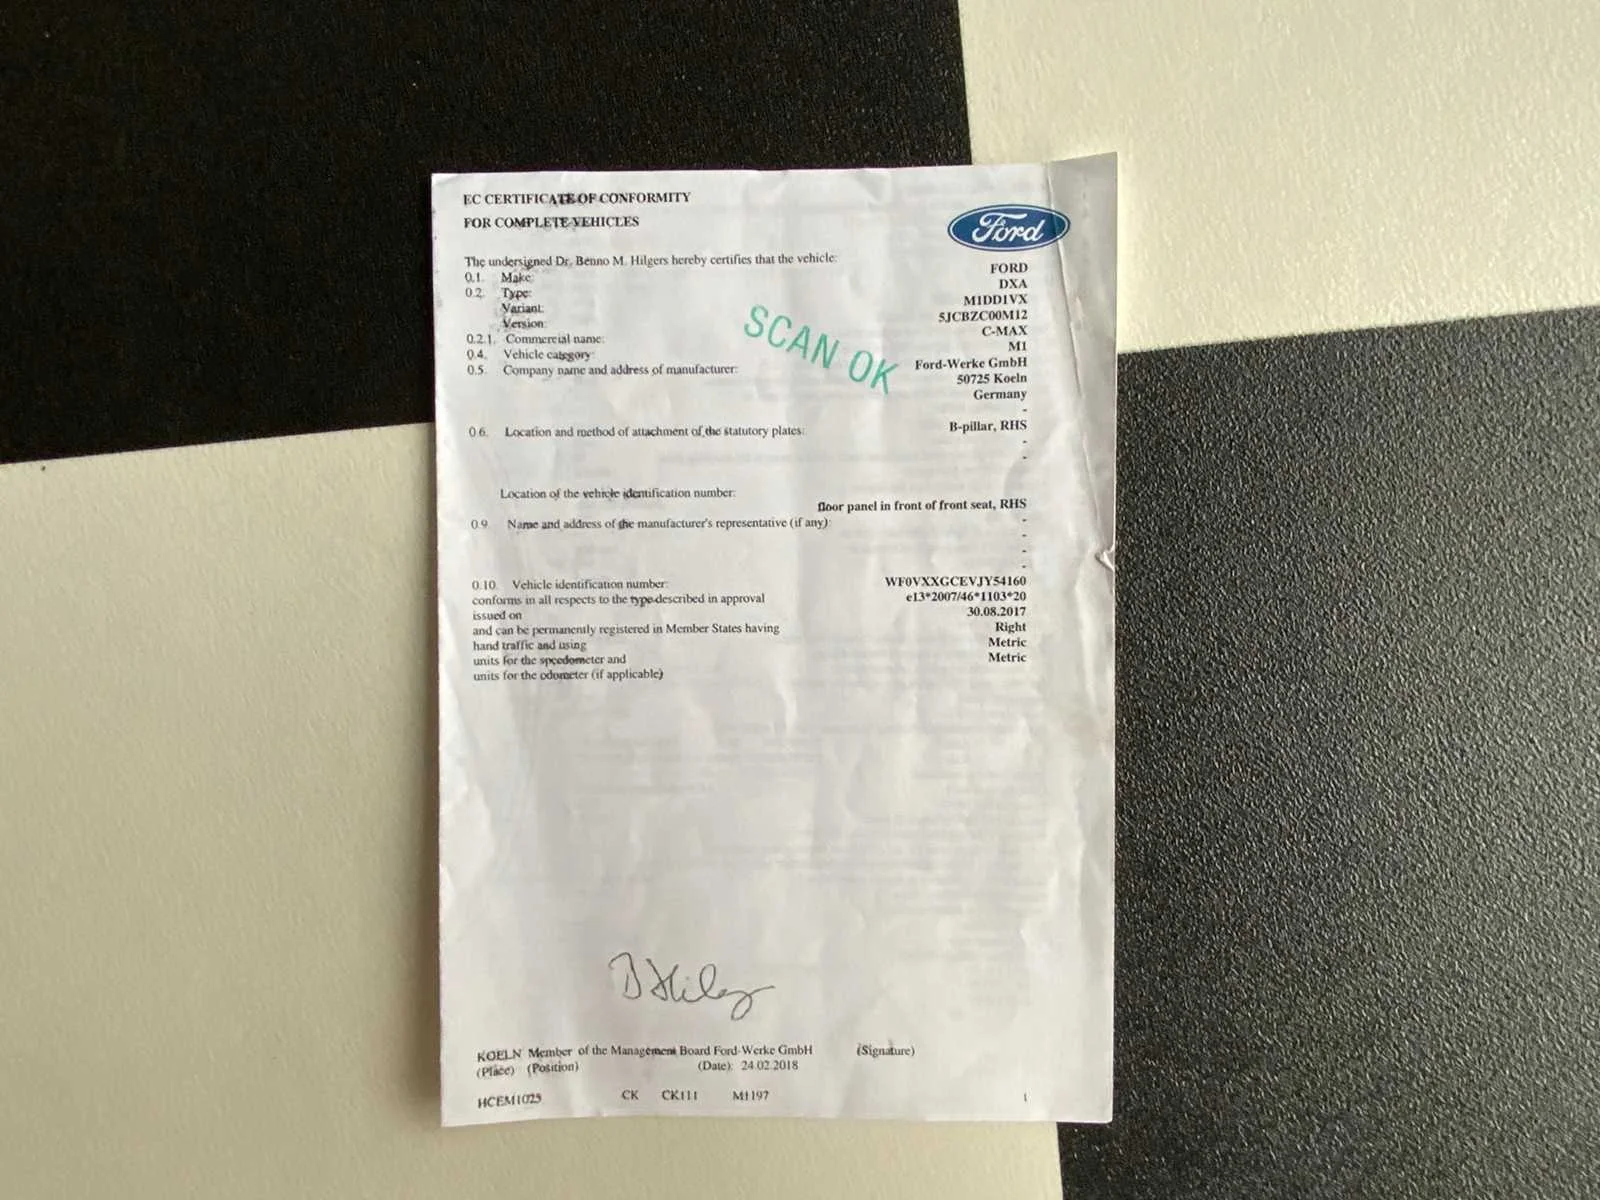 EC CERTIFICATE OF CONFORMITY
FOR COMPLETE VEHICLES
Ford
The undersigned Dr. Benno M. Hilgers hereby certifies that the vehicle:
0.1. Make: FORD
0.2. Type: DXA
Variant: M1DD1VX
Version: 5JCBZC00M12
0.2.1. Commercial name: C-MAX
0.4. Vehicle category: M1
0.5. Company name and address of manufacturer: Ford-Werke GmbH
50725 Koeln
Germany
-
0.6. Location and method of attachment of the statutory plates: B-pillar, RHS
-
-
Location of the vehicle identification number:
floor panel in front of front seat, RHS
0.9. Name and address of the manufacturer's representative (if any): -
-
-
-
0.10. Vehicle identification number: WF0VXXGCEVJY54160
conforms in all respects to the type described in approval e13*2007/46*1103*20
issued on 30.08.2017
and can be permanently registered in Member States having Right
hand traffic and using Metric
units for the speedometer and Metric
units for the odometer (if applicable)
SCAN OK
B Hilgers
KOELN Member of the Management Board Ford-Werke GmbH (Signature)
(Place) (Position) (Date): 24.02.2018
HCEM1025 CK CK111 M1197 1